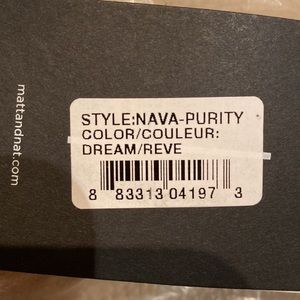 mattandnat.com
STYLE:NAVA-PURITY
COLOR/COULEUR:
DREAM/REVE
8 83313 04197 3